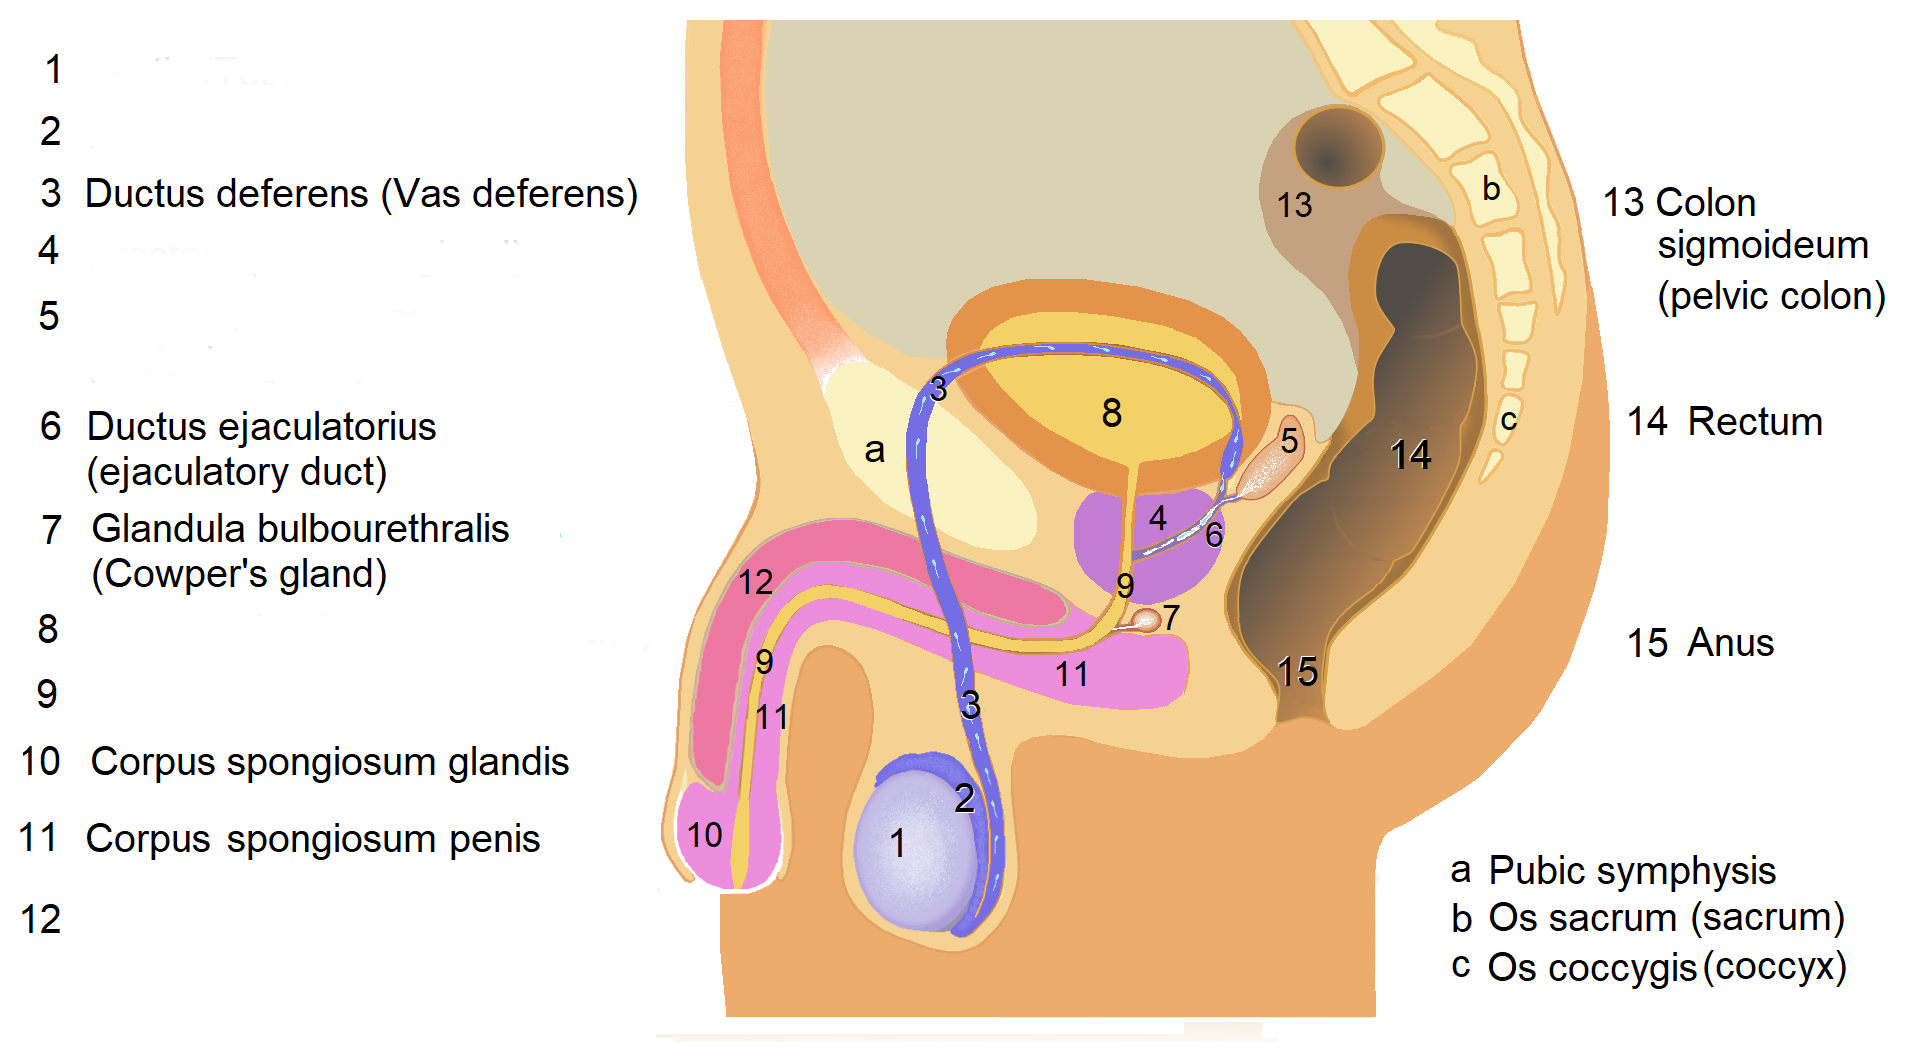 1
2
3 Ductus deferens (Vas deferens)
4
5
6 Ductus ejaculatorius
(ejaculatory duct)
7 Glandula bulbourethralis
(Cowper's gland)
8
9
10 Corpus spongiosum glandis
11 Corpus spongiosum penis
12
13
b
3
8
a
5
c
14
4
6
12
9
7
9
11
15
11
3
2
10
1
13 Colon
sigmoideum
(pelvic colon)
14 Rectum
15 Anus
a Pubic symphysis
b Os sacrum (sacrum)
c Os coccygis (coccyx)